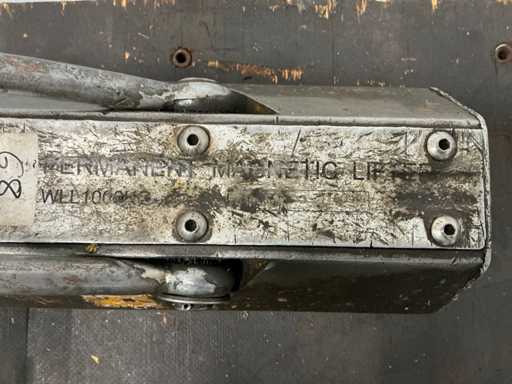 PERMANENT MAGNETIC LIFTER
WLL1000KG